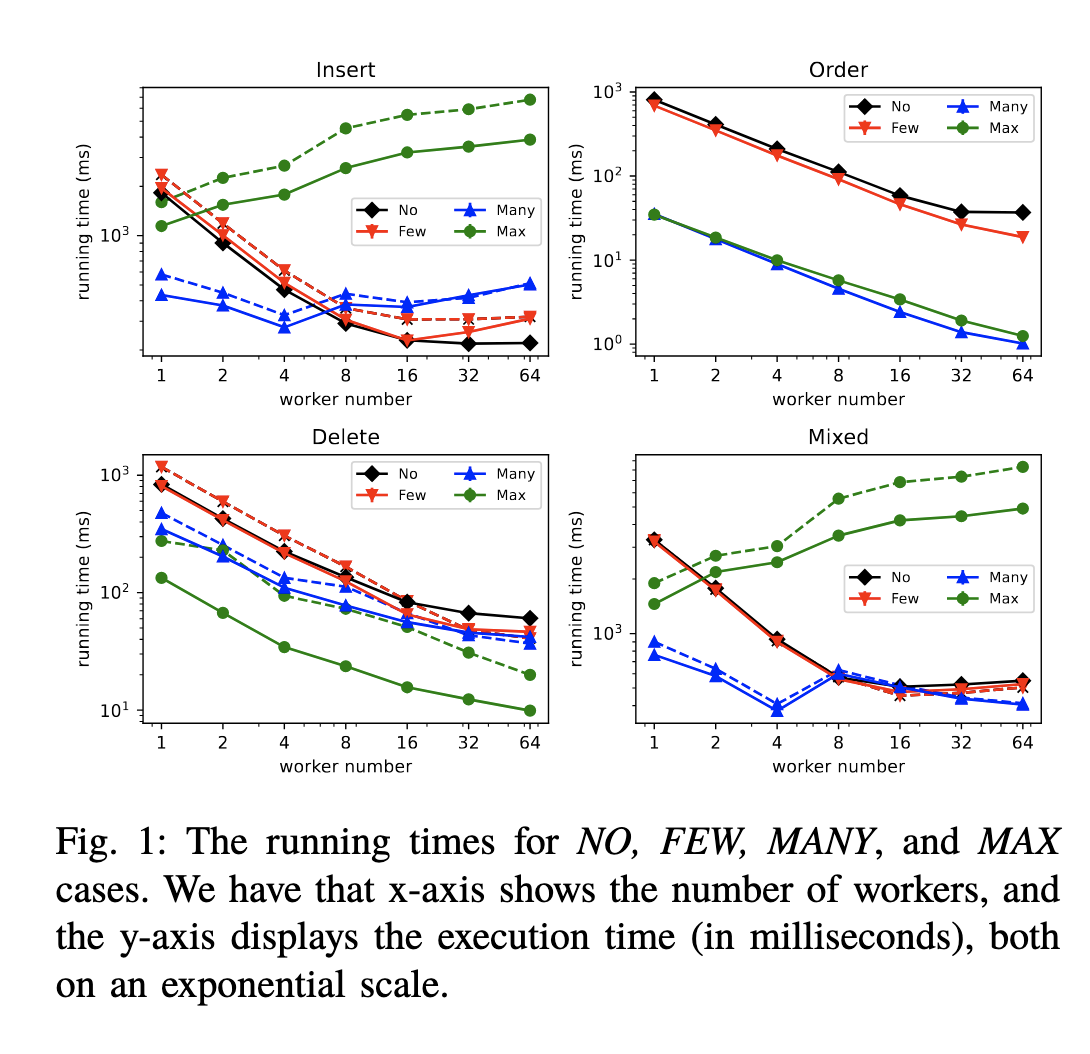 Insert
running time (ms)
10³
No
Few
Many
Max
1 2 4 8 16 32 64
worker number
Order
running time (ms)
10³
10²
10¹
10⁰
No
Few
Many
Max
1 2 4 8 16 32 64
worker number
Delete
running time (ms)
10³
10²
10¹
No
Few
Many
Max
1 2 4 8 16 32 64
worker number
Mixed
running time (ms)
10³
No
Few
Many
Max
1 2 4 8 16 32 64
worker number
Fig. 1: The running times for NO, FEW, MANY, and MAX
cases. We have that x-axis shows the number of workers, and
the y-axis displays the execution time (in milliseconds), both
on an exponential scale.